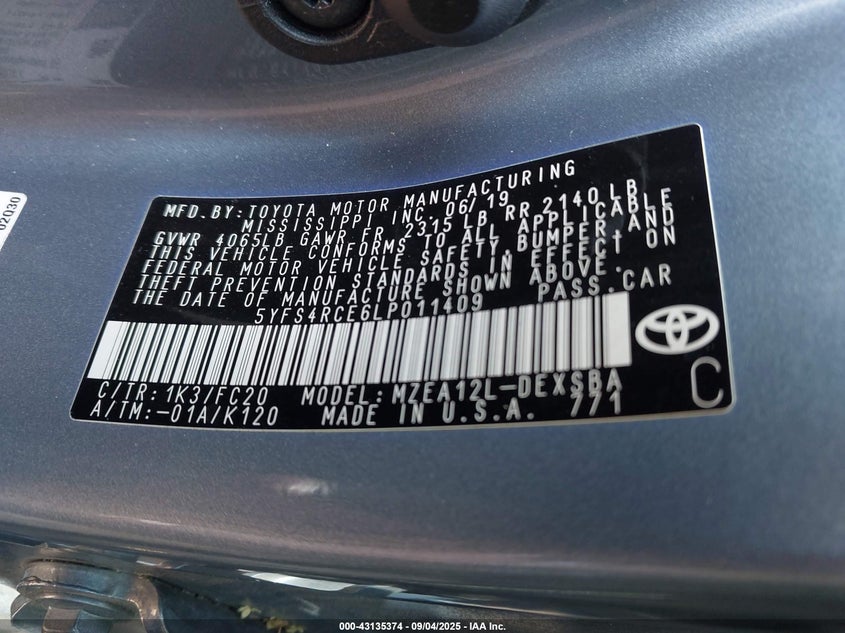 02030
MFD.BY:TOYOTA MOTOR MANUFACTURING
MISSISSIPPI INC. 06/19
GVWR 4065LB GAWR FR 2315 LB RR 2140 LB
THIS VEHICLE CONFORMS TO ALL APPLICABLE
FEDERAL MOTOR VEHICLE SAFETY, BUMPER, AND
THEFT PREVENTION STANDARDS IN EFFECT ON
THE DATE OF MANUFACTURE SHOWN ABOVE.
5YFS4RCE6LP011409 PASS.CAR
C/TR: 1K3/FC20 MODEL: MZEA12L-DEXSBA
A/TM:-01A/K120 MADE IN U.S.A. 771
C
000-43135374 - 09/04/2025 - IAA Inc.